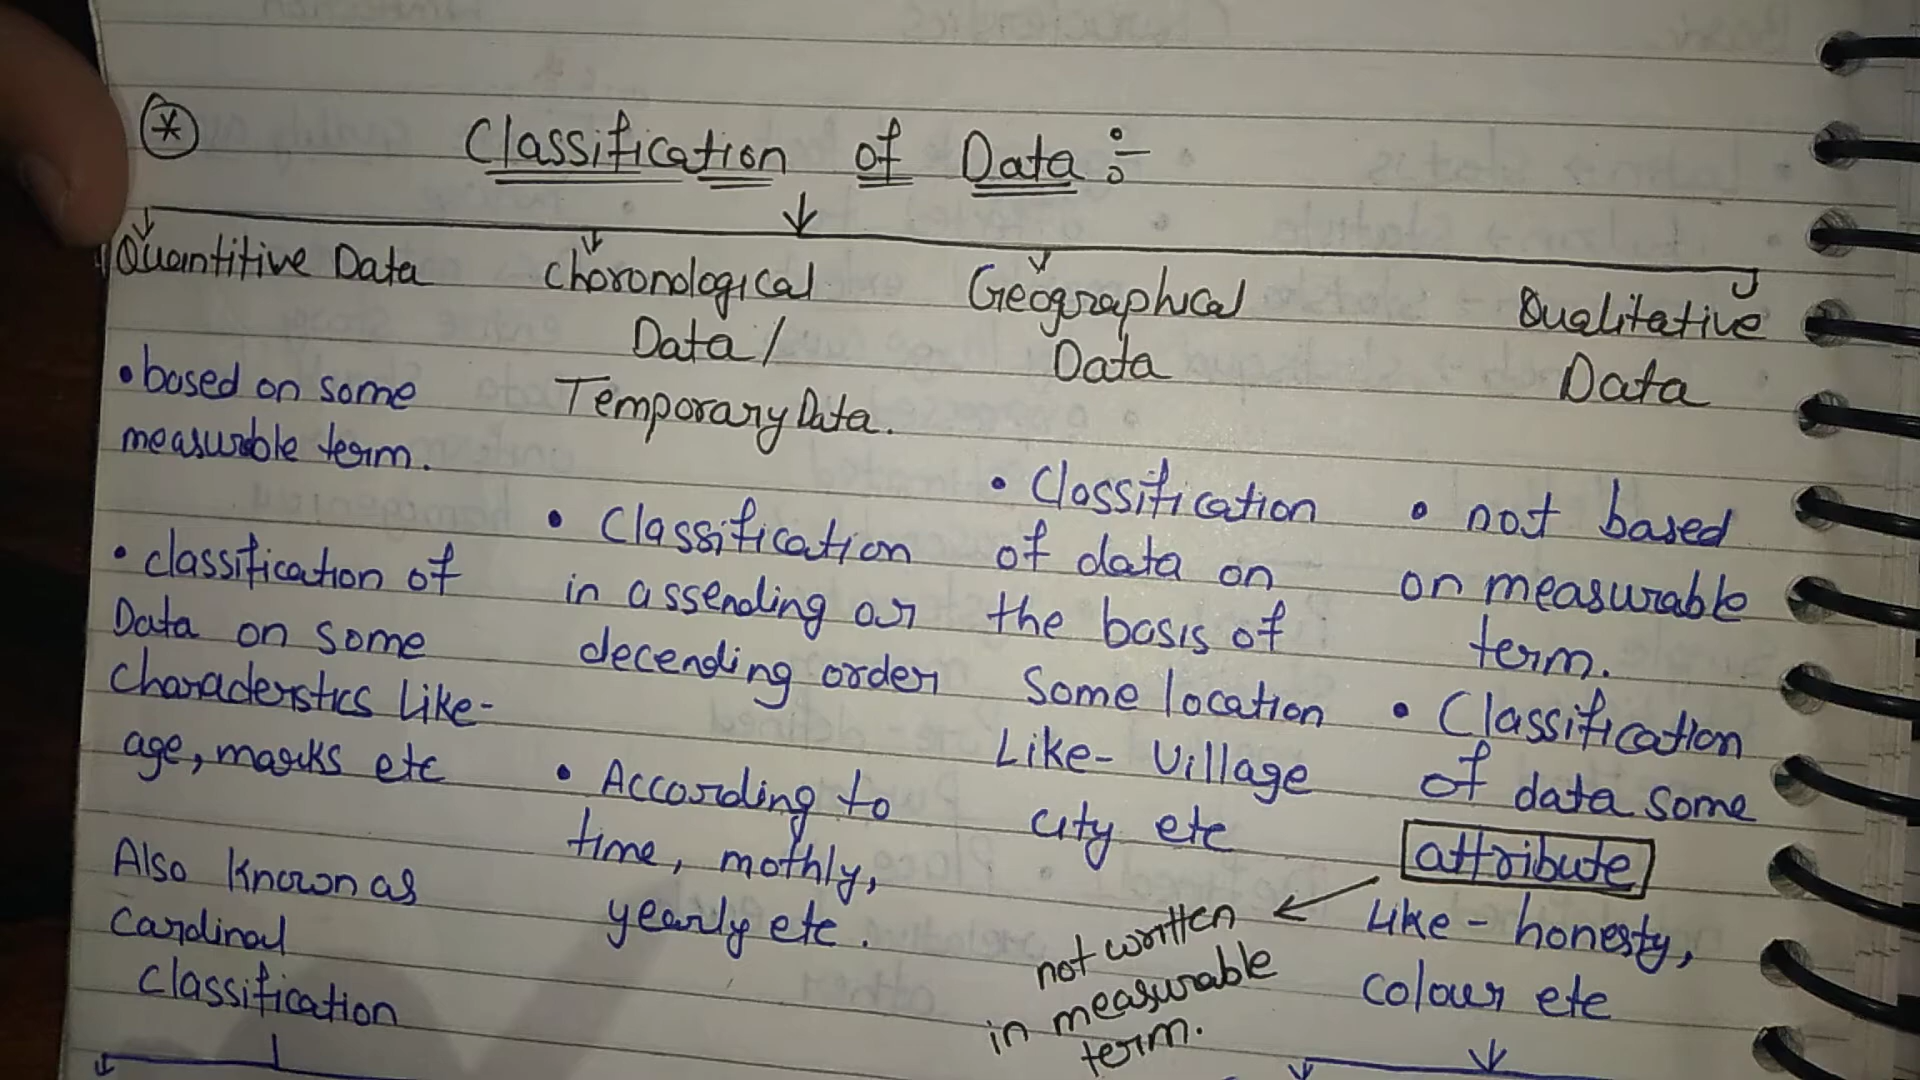 * Classification of Data ÷
Quantitive Data
• based on some
measurable term.
• classification of
Data on some
characterstics like-
age, marks etc
Also known as
Cardinal
Classification
Choronological
Data /
Temporary Data.
• Classification
in assending or
decending order
• According to
time, mothly,
yearly etc.
Geographical
Data
• Classification
of data on
the basis of
some location
Like- Village
city etc
Qualitative
Data
• not based
on measurable
term.
• Classification
of data some
attribute
like - honesty,
colour etc
not written
in measurable
term.